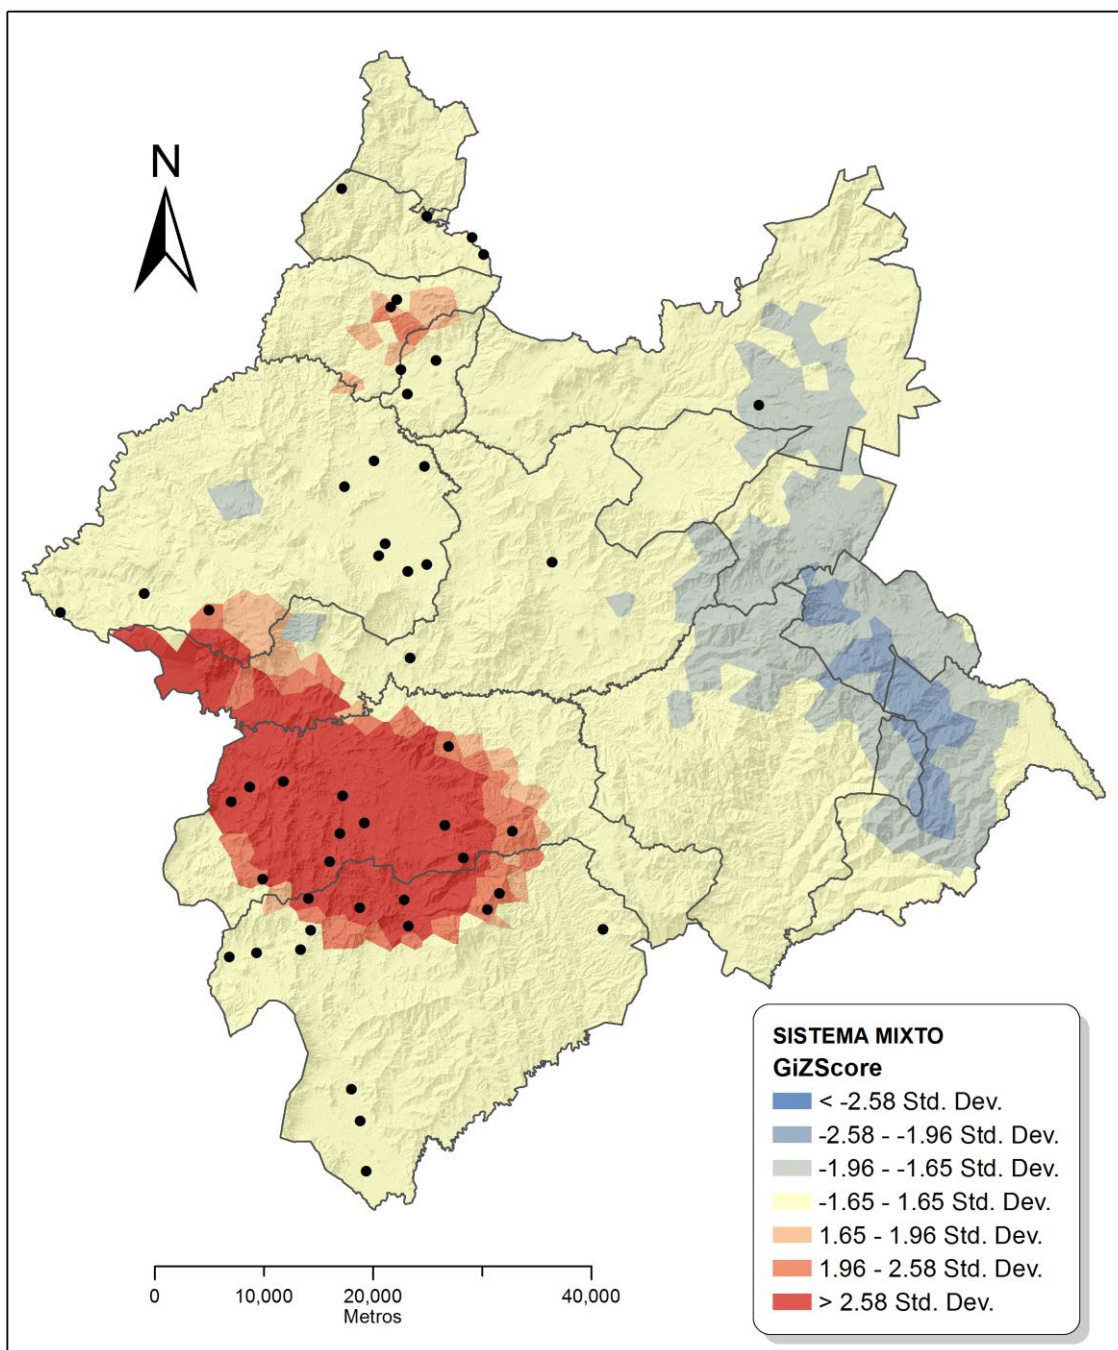 N
SISTEMA MIXTO
GiZScore
< -2.58 Std. Dev.
-2.58 - -1.96 Std. Dev.
-1.96 - -1.65 Std. Dev.
-1.65 - 1.65 Std. Dev.
1.65 - 1.96 Std. Dev.
1.96 - 2.58 Std. Dev.
> 2.58 Std. Dev.
0 10,000 20,000 40,000
Metros